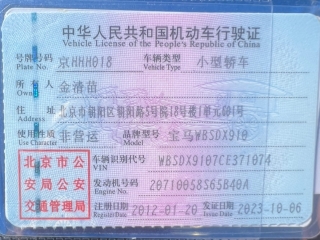 中华人民共和国机动车行驶证
Vehicle License of the People's Republic of China
号牌号码 京HHH018 车辆类型 小型轿车
Plate No. Vehicle Type
所有人 金清苗
Owner
住址 北京市朝阳区朝阳路5号院18号楼1单元601号
Address
使用性质 非营运 品牌型号 宝马WBSDX910
Use Character Model
北京市公安局公安交通管理局
车辆识别代号 WBSDX9107CE371074
VIN
发动机号码 20710058S65B40A
Engine No.
注册日期 2012-01-20 发证日期 2023-10-06
Register Date Issue Date